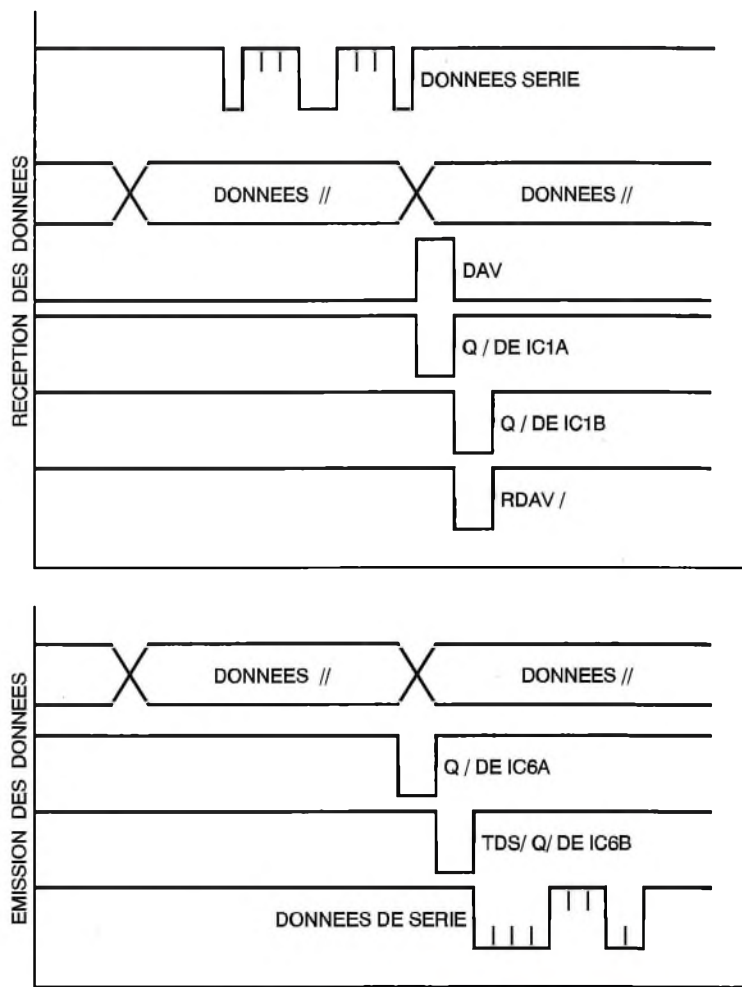 RECEPTION DES DONNEES
DONNEES SERIE
DONNEES // DONNEES //
DAV
Q / DE IC1A
Q / DE IC1B
RDAV /
EMISSION DES DONNEES
DONNEES // DONNEES //
Q / DE IC6A
TDS/ Q/ DE IC6B
DONNEES DE SERIE